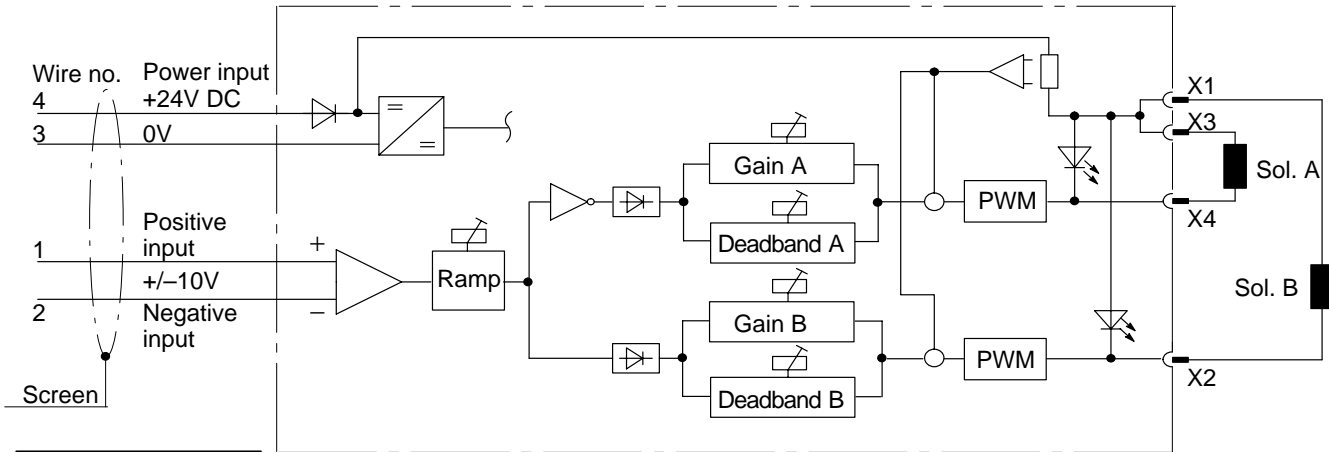 Wire no.
Power input
4
+24V DC
3
0V
=
=
1
Positive
input
+/–10V
2
Negative
input
Screen
+
–
Ramp
Gain A
Deadband A
Gain B
Deadband B
PWM
PWM
X1
X3
Sol. A
X4
Sol. B
X2